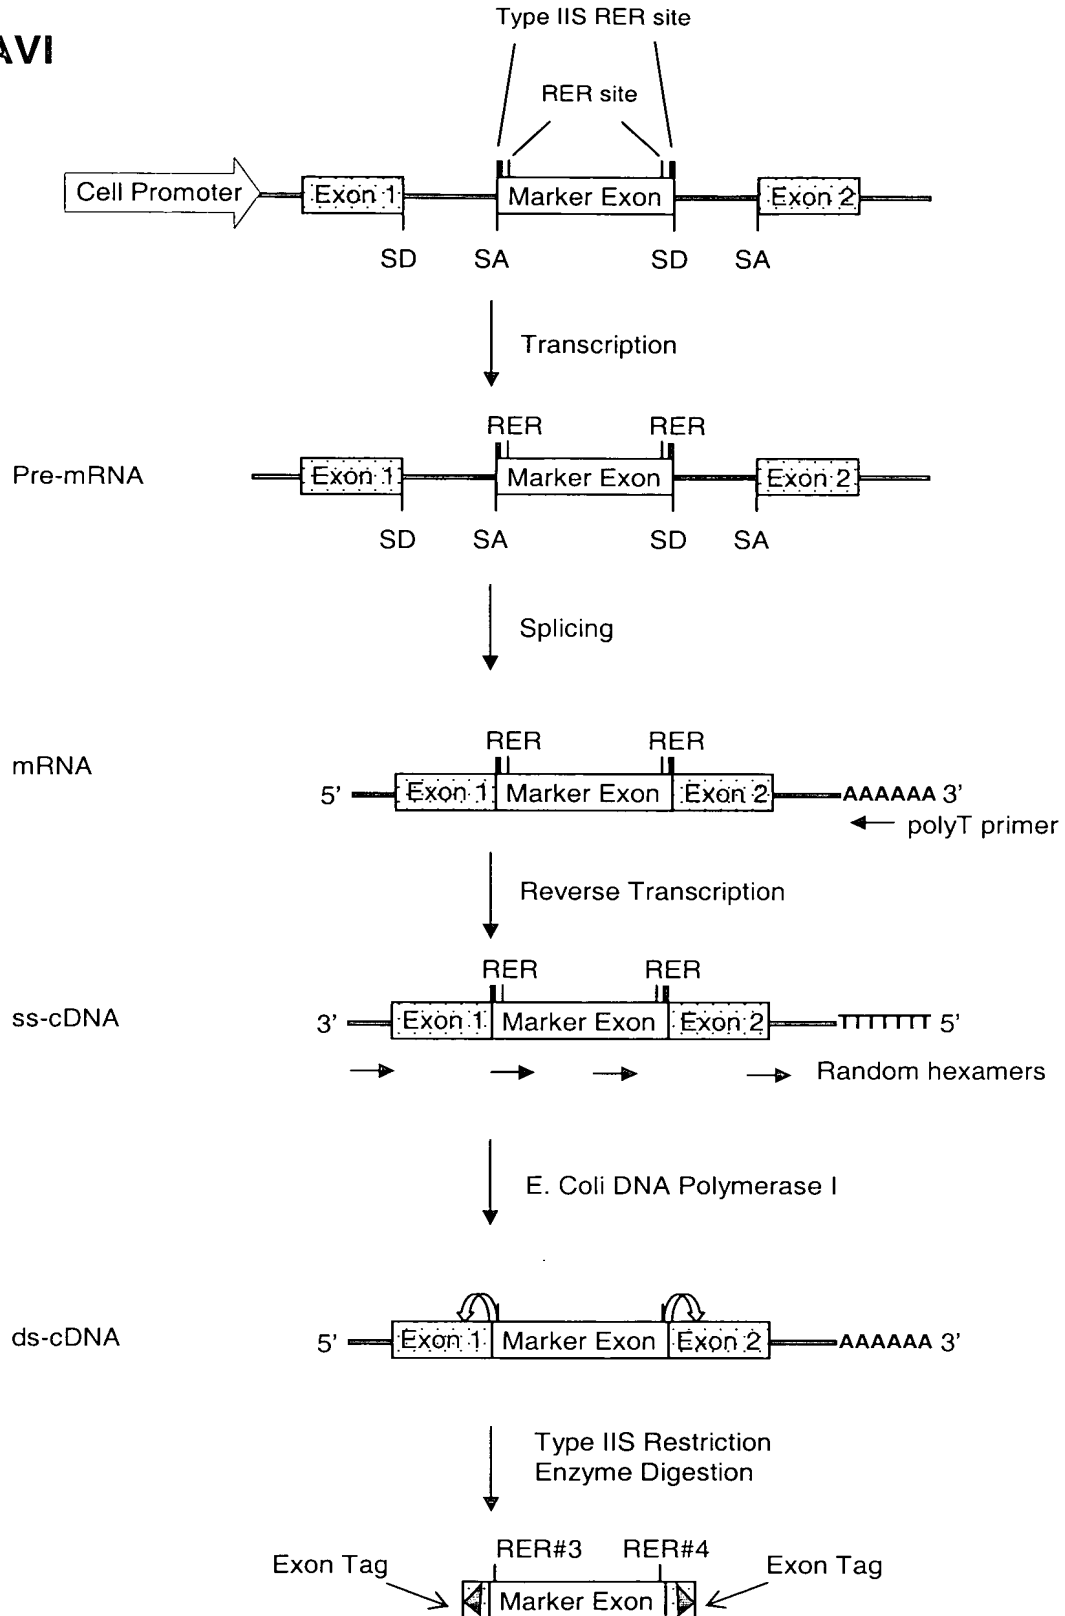 AVI
Type IIS RER site
RER site
Cell Promoter
Exon 1
Marker Exon
Exon 2
SD
SA
SD
SA
Transcription
RER
RER
Pre-mRNA
Exon 1
Marker Exon
Exon 2
SD
SA
SD
SA
Splicing
RER
RER
mRNA
5’
Exon 1
Marker Exon
Exon 2
AAAAAA 3’
polyT primer
Reverse Transcription
RER
RER
ss-cDNA
3’
Exon 1
Marker Exon
Exon 2
TTTTTTT 5’
Random hexamers
E. Coli DNA Polymerase I
ds-cDNA
5’
Exon 1
Marker Exon
Exon 2
AAAAAA 3’
Type IIS Restriction
Enzyme Digestion
RER#3
RER#4
Exon Tag
Exon Tag
Marker Exon